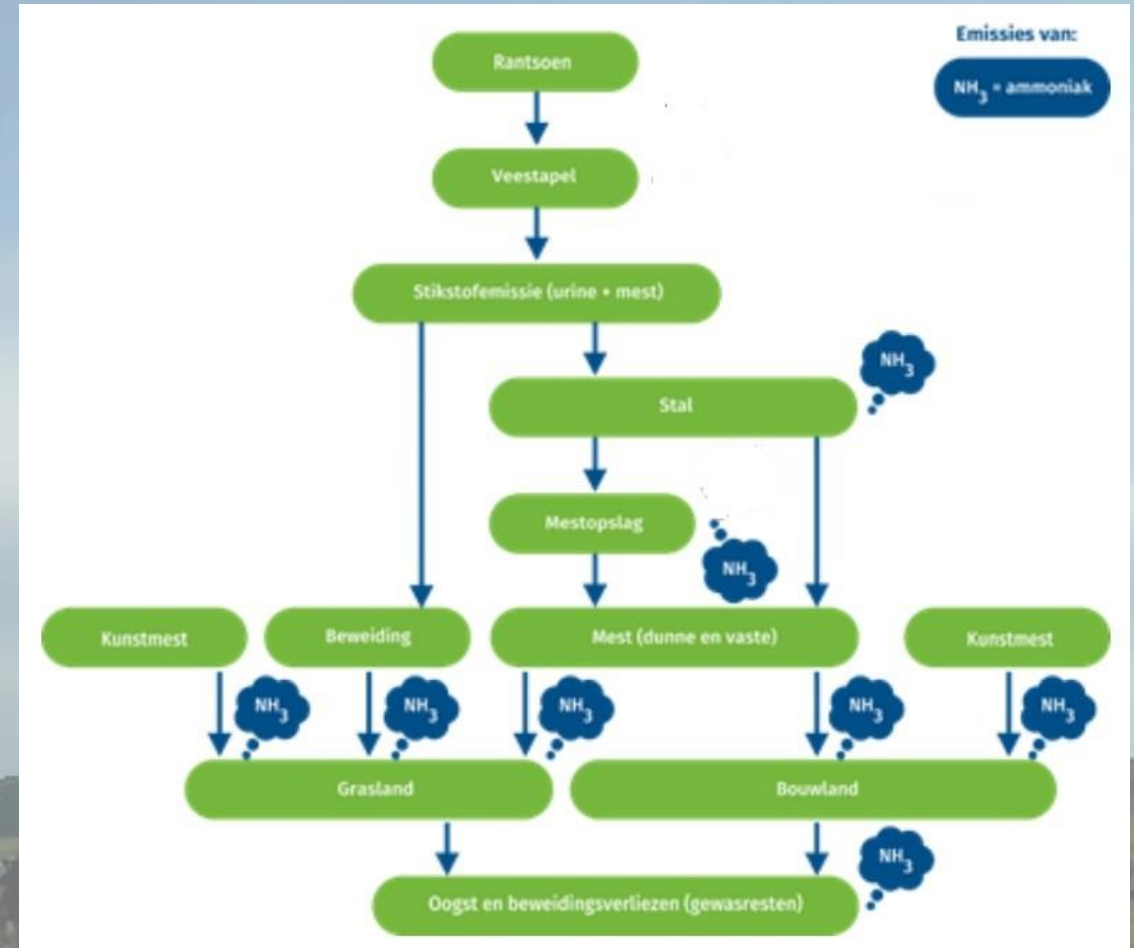 Emissies van:
NH3 = ammoniak
Rantsoen
Veestapel
Stikstofemissie (urine + mest)
NH3
Stal
Mestopslag
NH3
Kunstmest
Beweiding
Mest (dunne en vaste)
Kunstmest
NH3
NH3
NH3
NH3
NH3
Grasland
Bouwland
NH3
Oogst en beweidingsverliezen (gewasresten)